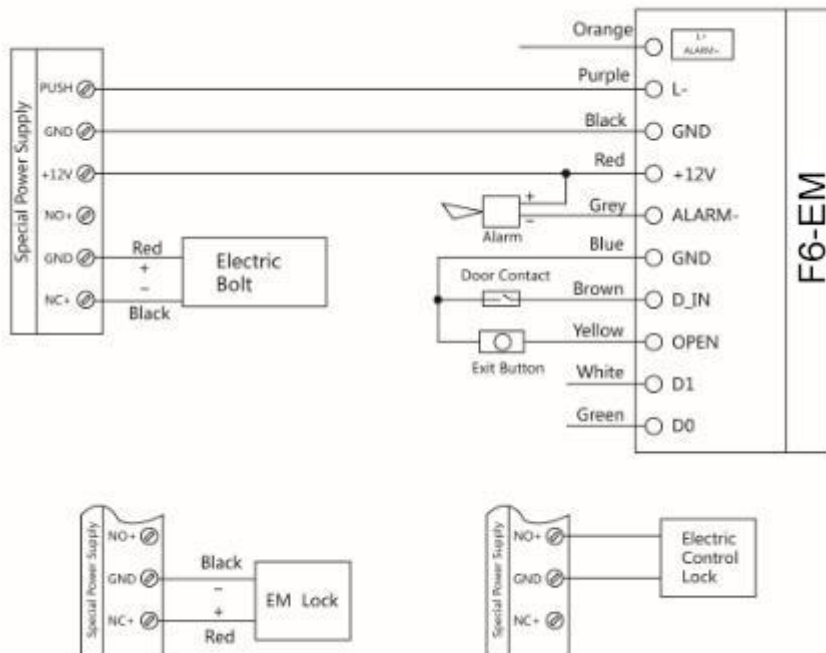 Special Power Supply
PUSH
GND
+12V
NO+
GND
NC+
Red
+
−
Black
Electric
Bolt
Orange
L+
ALARM+
Purple
L-
Black
GND
Red
+12V
+
−
Alarm
Grey
ALARM-
Blue
GND
Door Contact
Brown
D_IN
Yellow
OPEN
Exit Button
White
D1
Green
D0
F6-EM
Special Power Supply
NO+
GND
NC+
Black
−
+
Red
EM Lock
Special Power Supply
NO+
GND
NC+
Electric
Control
Lock